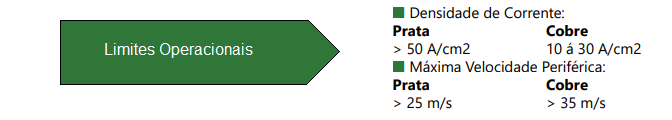 Limites Operacionais
Densidade de Corrente:
Prata Cobre
> 50 A/cm2 10 á 30 A/cm2
Máxima Velocidade Periférica:
Prata Cobre
> 25 m/s > 35 m/s